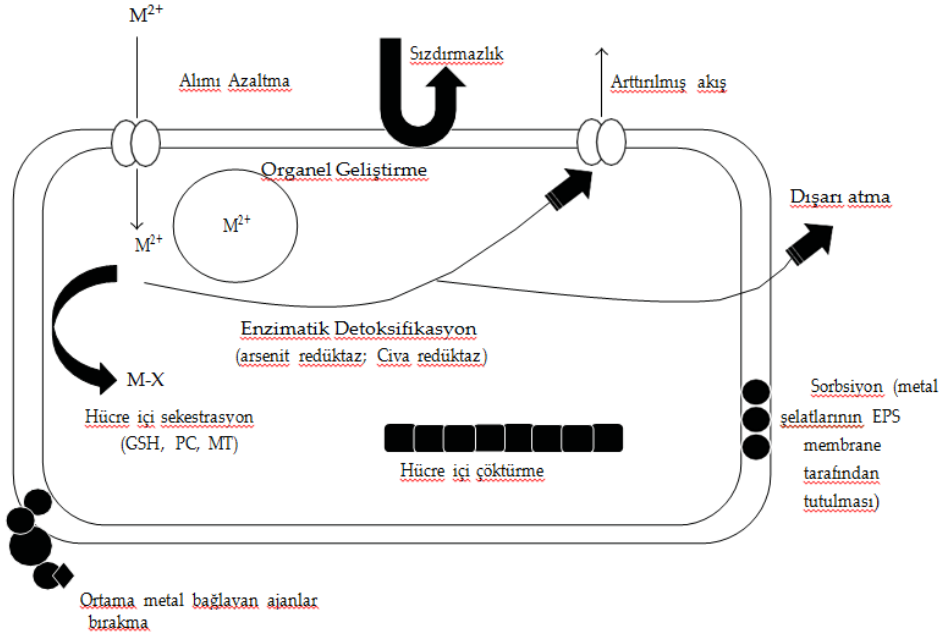 M2+
Sızdırmazlık
Alımı Azaltma
Arttırılmış akış
Organel Geliştirme
Dışarı atma
M2+
M2+
Enzimatik Detoksifikasyon
(arsenit redüktaz; Civa redüktaz)
M-X
Hücre içi sekestrasyon
(GSH, PC, MT)
Hücre içi çöktürme
Sorbsiyon (metal
şelatlarının EPS
membrane
tarafından
tutulması)
Ortama metal bağlayan ajanlar
bırakma